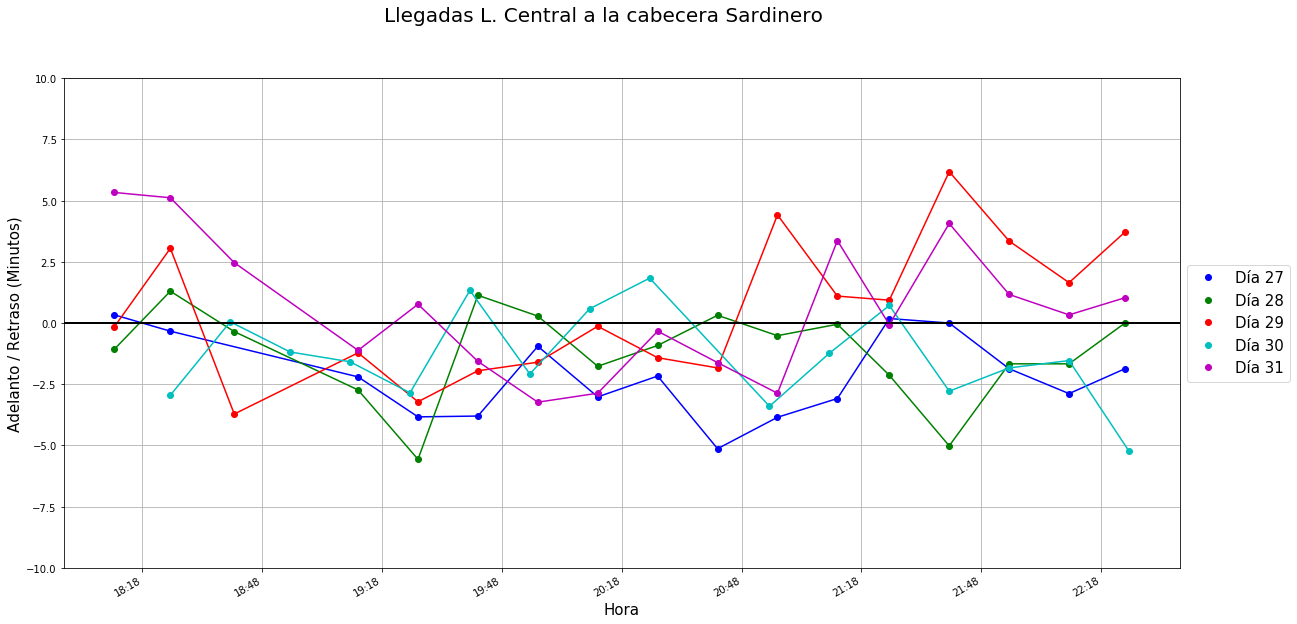 Llegadas L. Central a la cabecera Sardinero
Adelanto / Retraso (Minutos)
10.0
7.5
5.0
2.5
0.0
−2.5
−5.0
−7.5
−10.0
18:18
18:48
19:18
19:48
20:18
20:48
21:18
21:48
22:18
Hora
Día 27
Día 28
Día 29
Día 30
Día 31